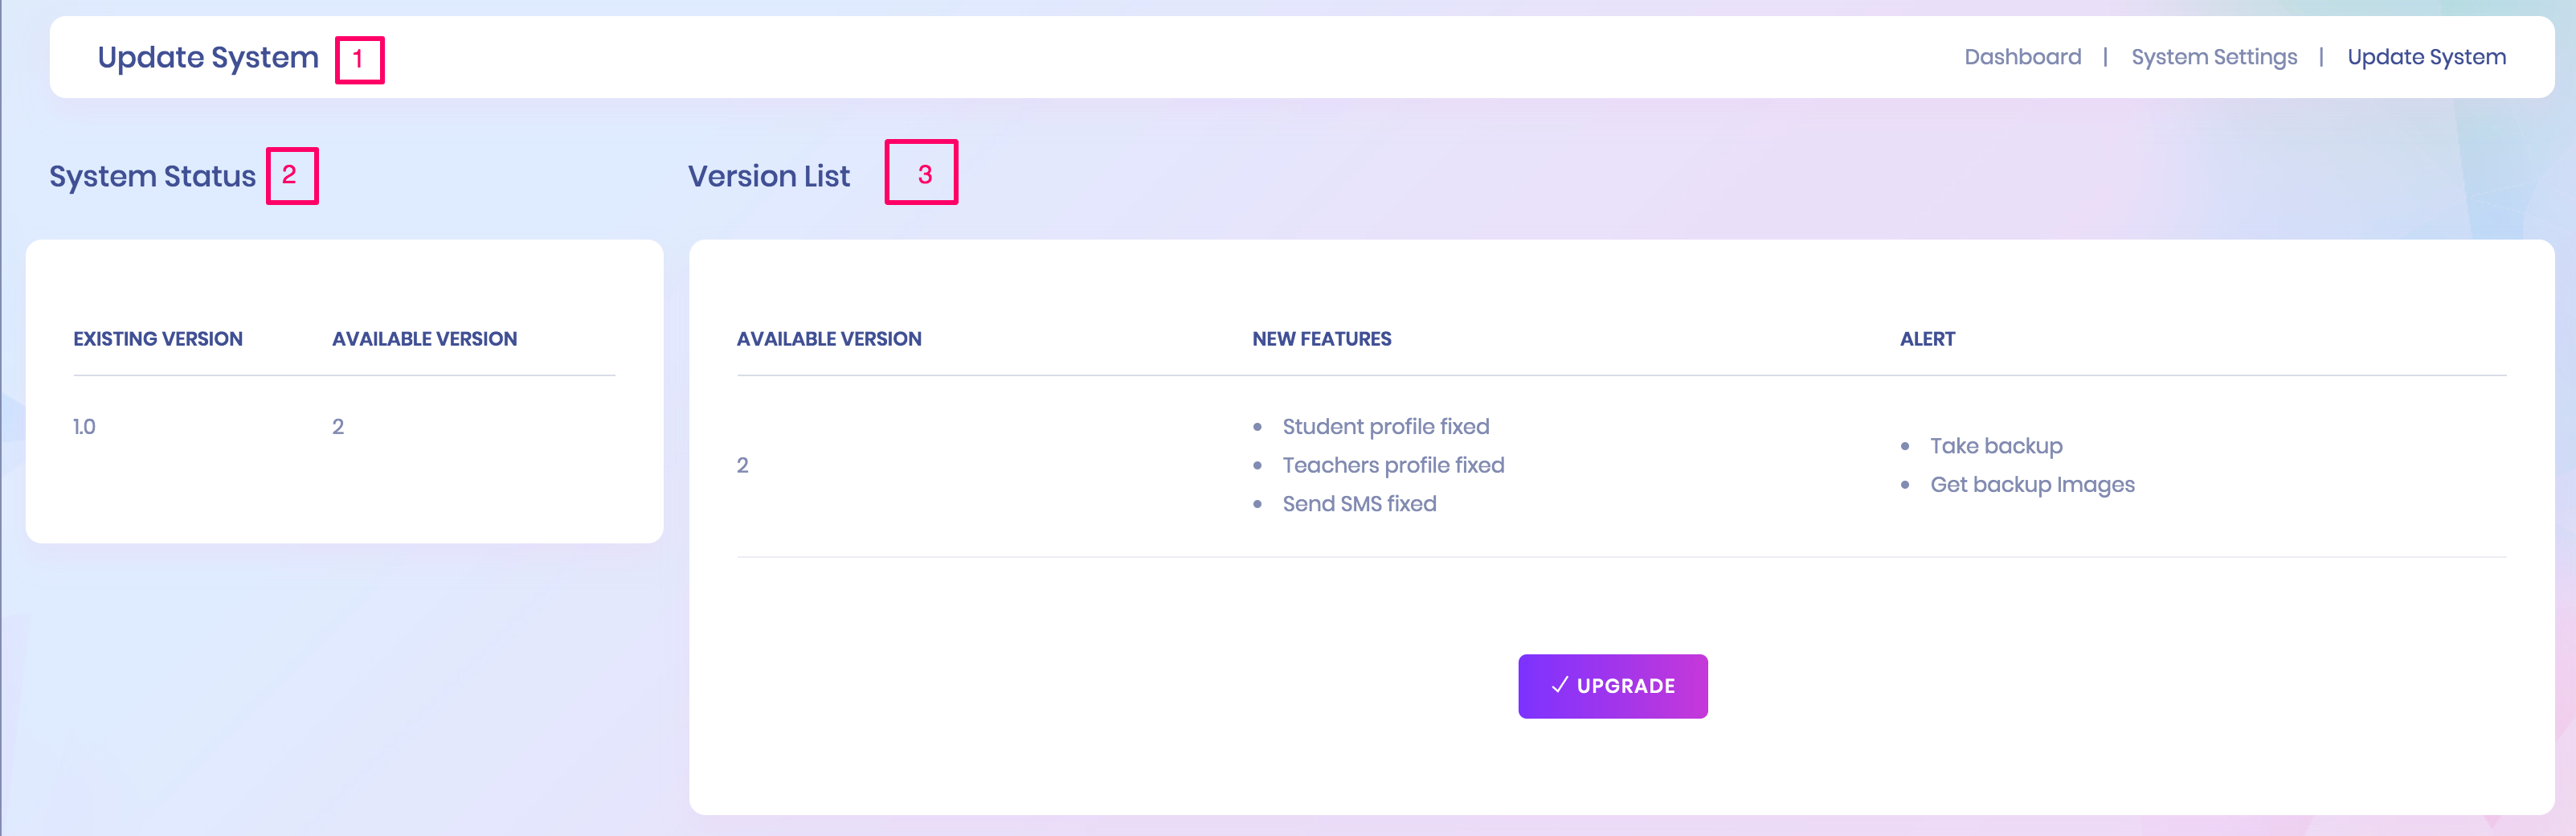 Update System 1
Dashboard | System Settings | Update System
System Status 2
Version List 3
EXISTING VERSION AVAILABLE VERSION
1.0 2
AVAILABLE VERSION NEW FEATURES ALERT
2
• Student profile fixed
• Teachers profile fixed
• Send SMS fixed
• Take backup
• Get backup Images
✓ UPGRADE